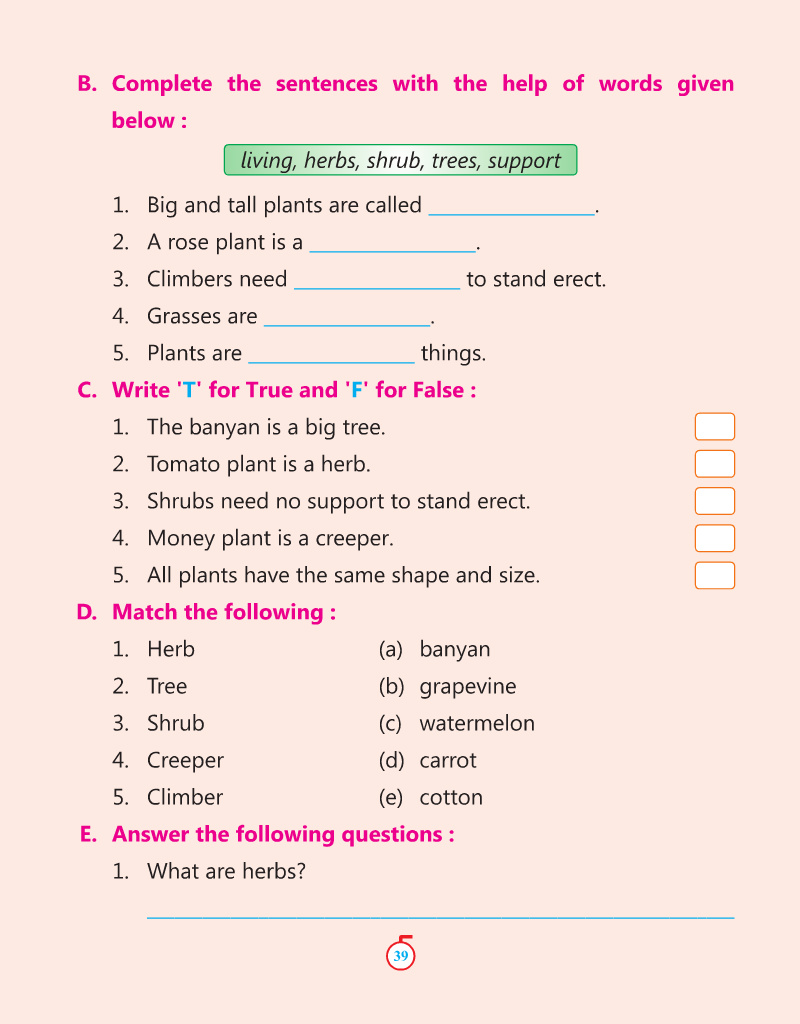 B. Complete the sentences with the help of words given
below :
living, herbs, shrub, trees, support
1. Big and tall plants are called _______________.
2. A rose plant is a _______________.
3. Climbers need _______________ to stand erect.
4. Grasses are _______________.
5. Plants are _______________ things.
C. Write 'T' for True and 'F' for False :
1. The banyan is a big tree.
2. Tomato plant is a herb.
3. Shrubs need no support to stand erect.
4. Money plant is a creeper.
5. All plants have the same shape and size.
D. Match the following :
1. Herb (a) banyan
2. Tree (b) grapevine
3. Shrub (c) watermelon
4. Creeper (d) carrot
5. Climber (e) cotton
E. Answer the following questions :
1. What are herbs?
39